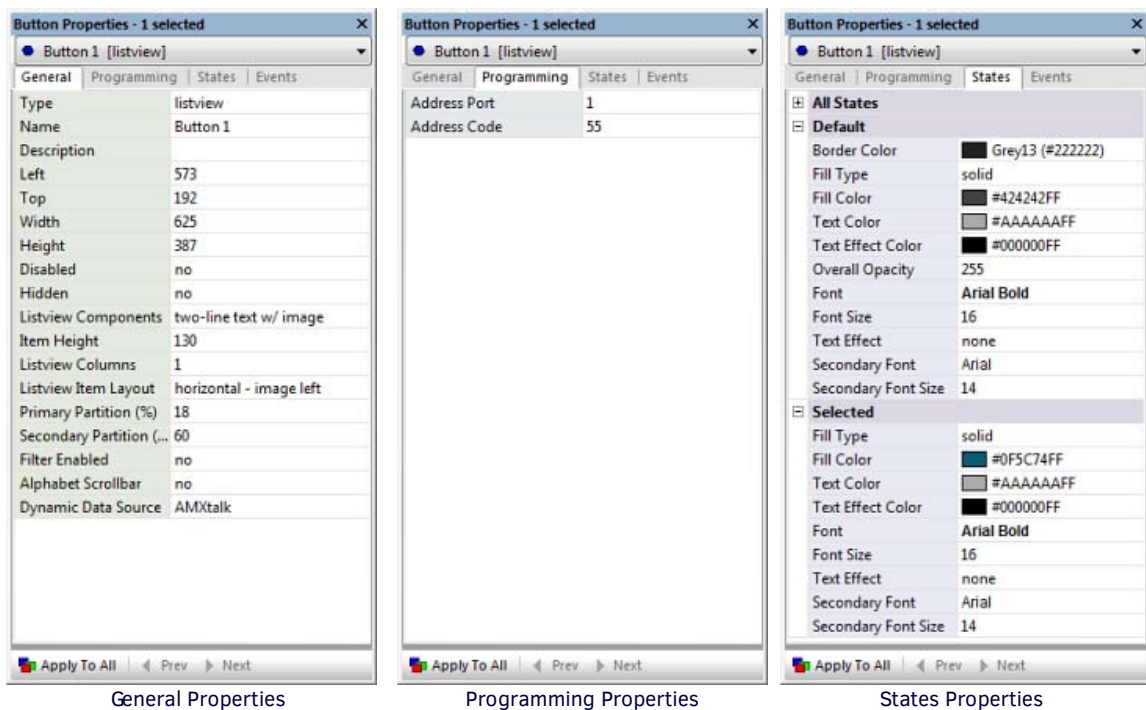 Button Properties - 1 selected
Button 1 [listview]
General Programming States Events
Type listview
Name Button 1
Description
Left 573
Top 192
Width 625
Height 387
Disabled no
Hidden no
Listview Components two-line text w/ image
Item Height 130
Listview Columns 1
Listview Item Layout horizontal - image left
Primary Partition (%) 18
Secondary Partition (... 60
Filter Enabled no
Alphabet Scrollbar no
Dynamic Data Source AMXtalk
Apply To All Prev Next
General Properties
Button Properties - 1 selected
Button 1 [listview]
General Programming States Events
Address Port 1
Address Code 55
Apply To All Prev Next
Programming Properties
Button Properties - 1 selected
Button 1 [listview]
General Programming States Events
All States
Default
Border Color Grey13 (#222222)
Fill Type solid
Fill Color #424242FF
Text Color #AAAAAAFF
Text Effect Color #000000FF
Overall Opacity 255
Font Arial Bold
Font Size 16
Text Effect none
Secondary Font Arial
Secondary Font Size 14
Selected
Fill Type solid
Fill Color #0F5C74FF
Text Color #AAAAAAFF
Text Effect Color #000000FF
Font Arial Bold
Font Size 16
Text Effect none
Secondary Font Arial
Secondary Font Size 14
Apply To All Prev Next
States Properties